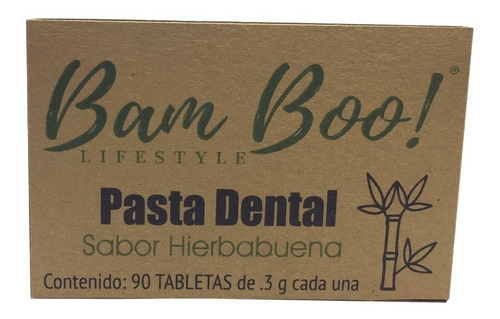 Bam Boo!®
LIFESTYLE
Pasta Dental
Sabor Hierbabuena
Contenido: 90 TABLETAS de .3 g cada una